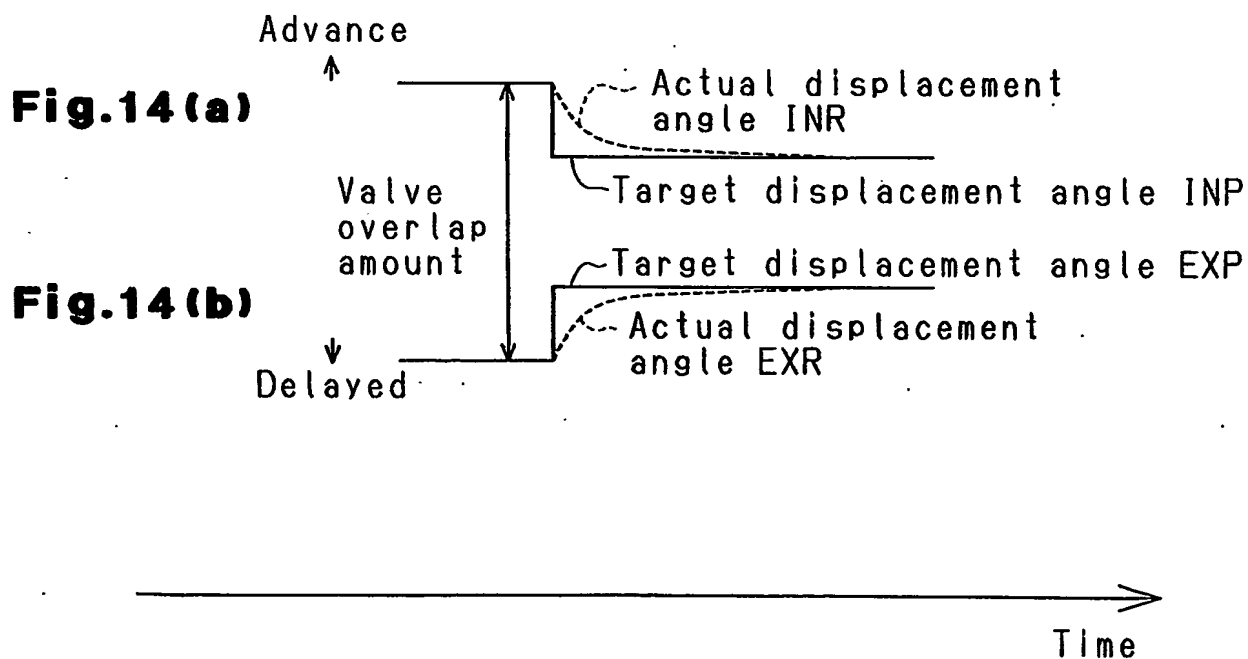 Advance
Fig.14(a)
Actual displacement
angle INR
Valve
overlap
amount
Target displacement angle INP
Target displacement angle EXP
Fig.14(b)
Actual displacement
angle EXR
Delayed
Time